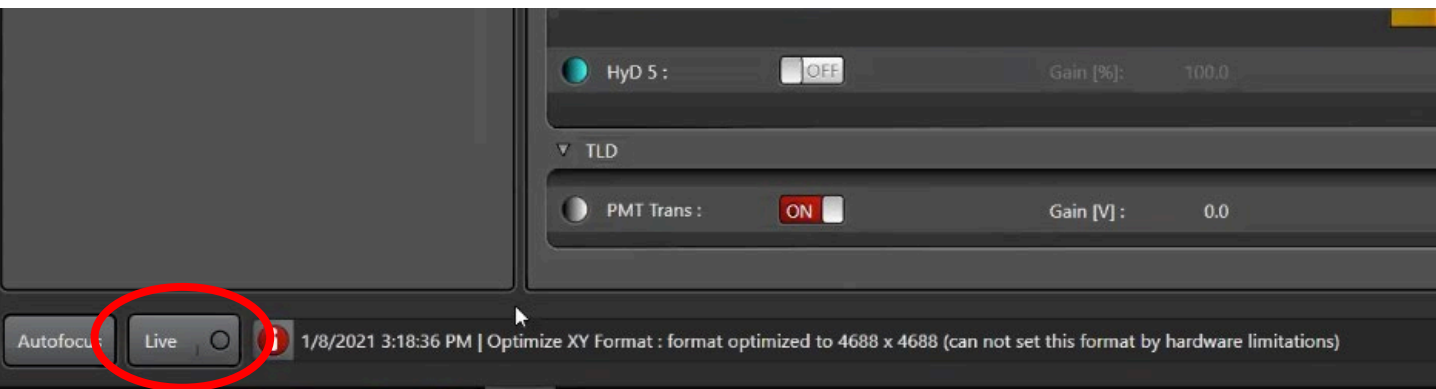 HyD 5 : OFF Gain [%]: 100.0
TLD
PMT Trans : ON Gain [V] : 0.0
Autofocus Live 1/8/2021 3:18:36 PM | Optimize XY Format : format optimized to 4688 x 4688 (can not set this format by hardware limitations)